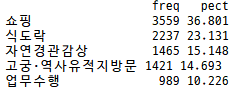 freq pect
쇼핑 3559 36.801
식도락 2237 23.131
자연경관감상 1465 15.148
고궁·역사유적지방문 1421 14.693
업무수행 989 10.226